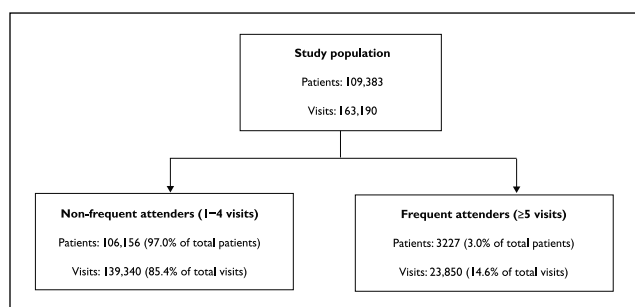 Study population
Patients: 109,383
Visits: 163,190
Non-frequent attenders (1–4 visits)
Patients: 106,156 (97.0% of total patients)
Visits: 139,340 (85.4% of total visits)
Frequent attenders (≥5 visits)
Patients: 3227 (3.0% of total patients)
Visits: 23,850 (14.6% of total visits)